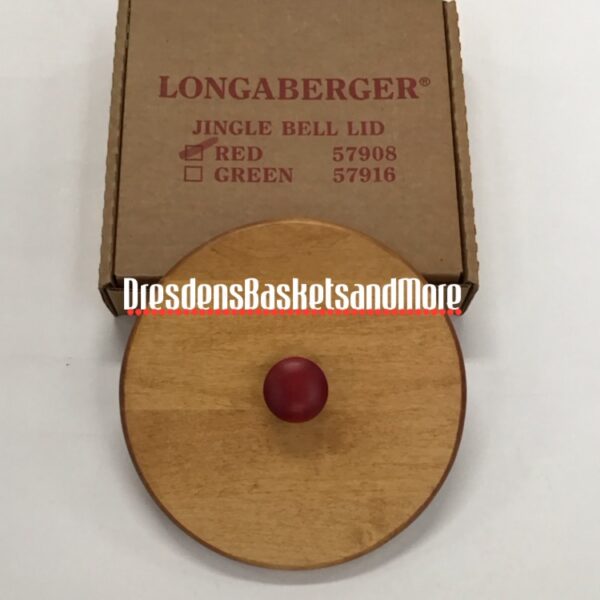 LONGABERGER®
JINGLE BELL LID
☑ RED 57908
☐ GREEN 57916
DresdensBasketsandMore